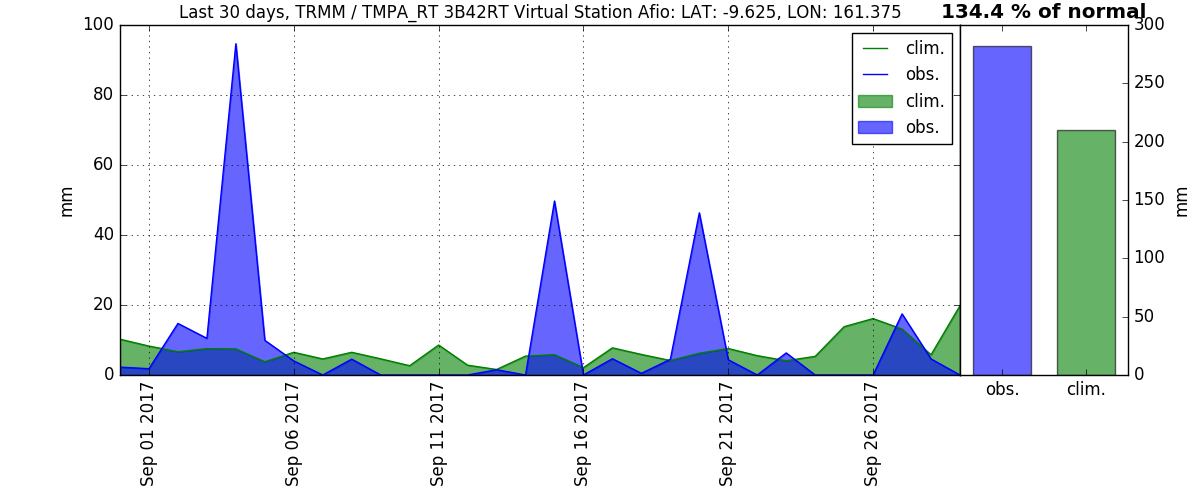 Last 30 days, TRMM / TMPA_RT 3B42RT Virtual Station Afio: LAT: -9.625, LON: 161.375
134.4 % of normal
100
80
60
40
20
0
mm
clim.
obs.
clim.
obs.
300
250
200
150
100
50
0
mm
Sep 01 2017
Sep 06 2017
Sep 11 2017
Sep 16 2017
Sep 21 2017
Sep 26 2017
obs.
clim.